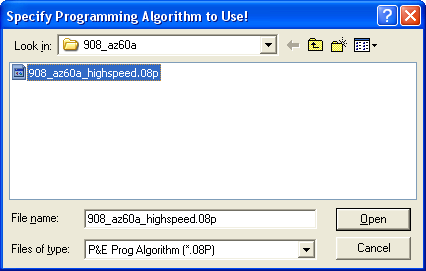 Specify Programming Algorithm to Use!
Look in: 908_az60a
908_az60a_highspeed.08p
File name: 908_az60a_highspeed.08p Open
Files of type: P&E Prog Algorithm (*.08P) Cancel